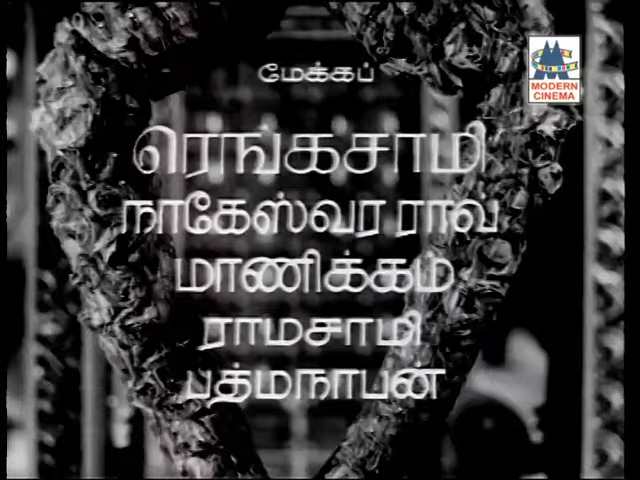 மேக்கப்
MODERN
CINEMA
ரெங்கசாமி
நாகேஸ்வர ராவ்
மாணிக்கம்
ராமசாமி
பத்மநாபன்